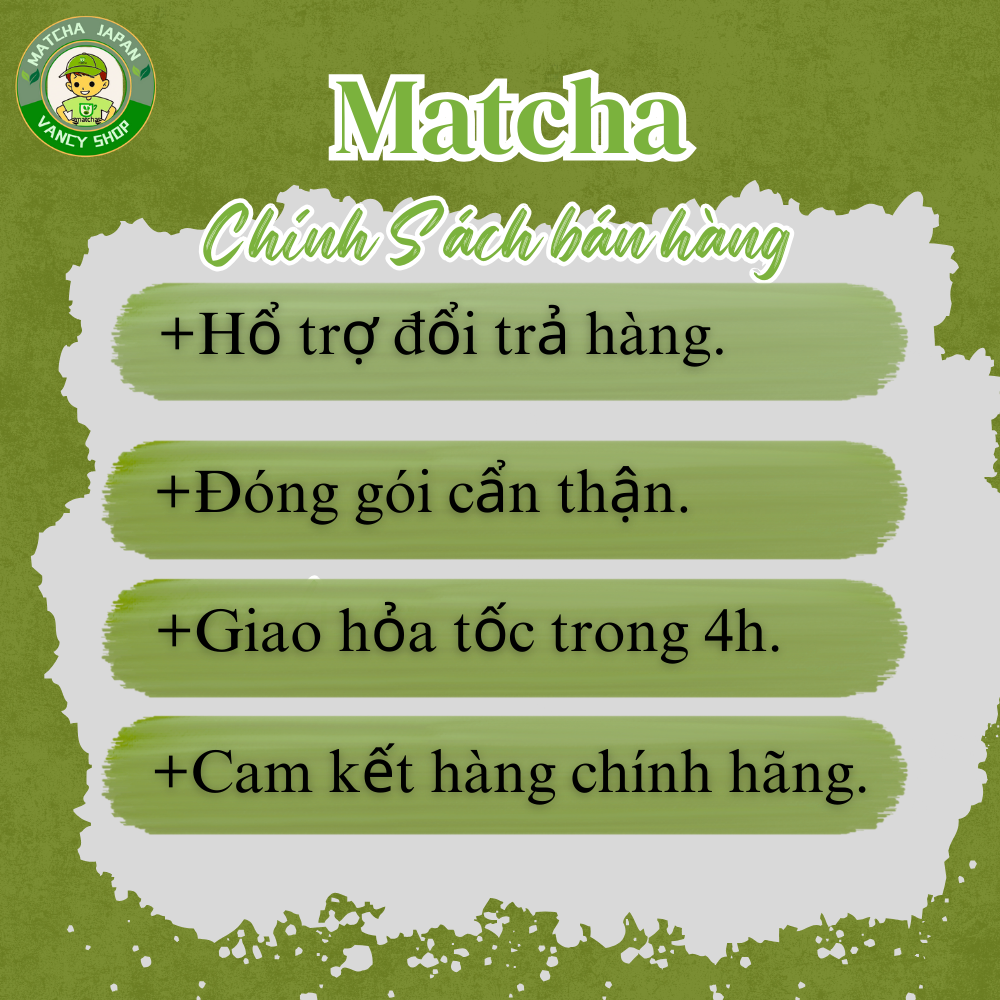 MATCHA JAPAN
matcha
VANCY SHOP
Matcha
Chính Sách bán hàng
+Hổ trợ đổi trả hàng.
+Đóng gói cẩn thận.
+Giao hỏa tốc trong 4h.
+Cam kết hàng chính hãng.